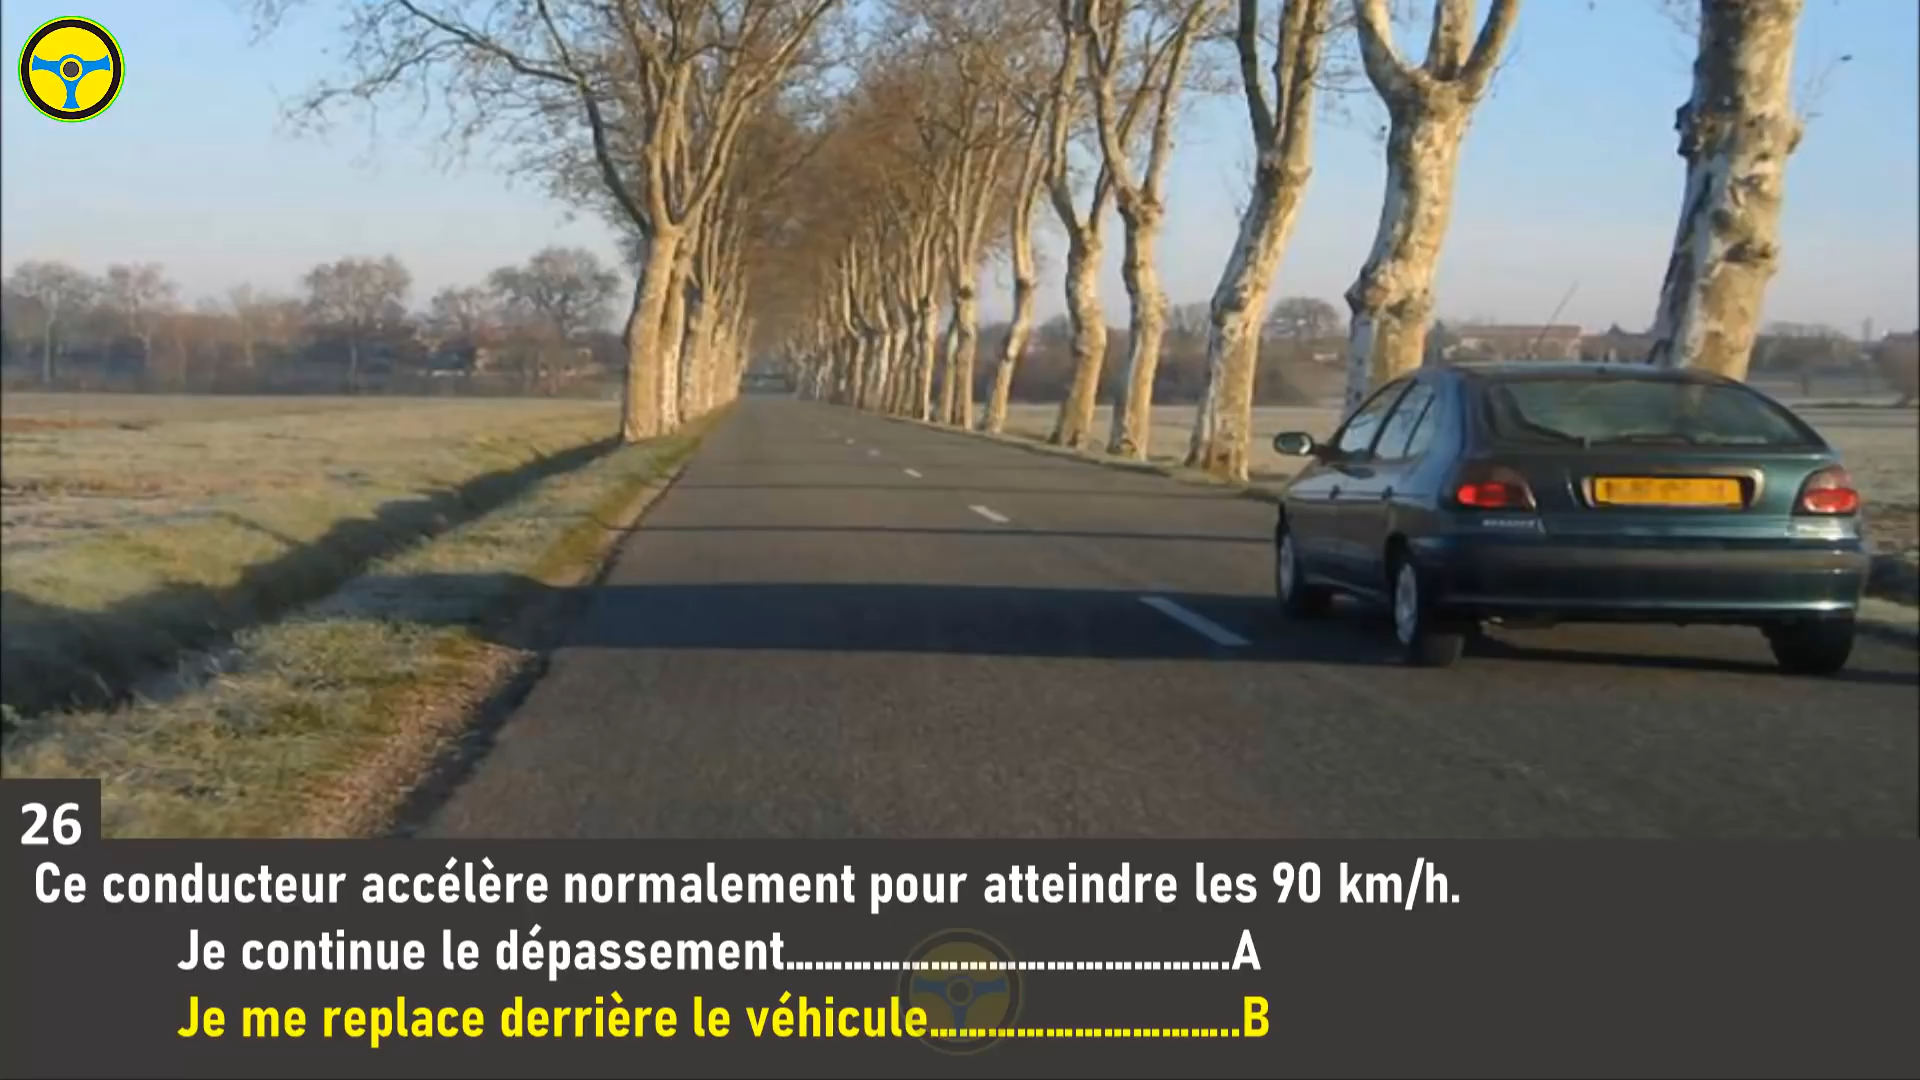 26
Ce conducteur accélère normalement pour atteindre les 90 km/h.
Je continue le dépassement.......................................................A
Je me replace derrière le véhicule.......................................B